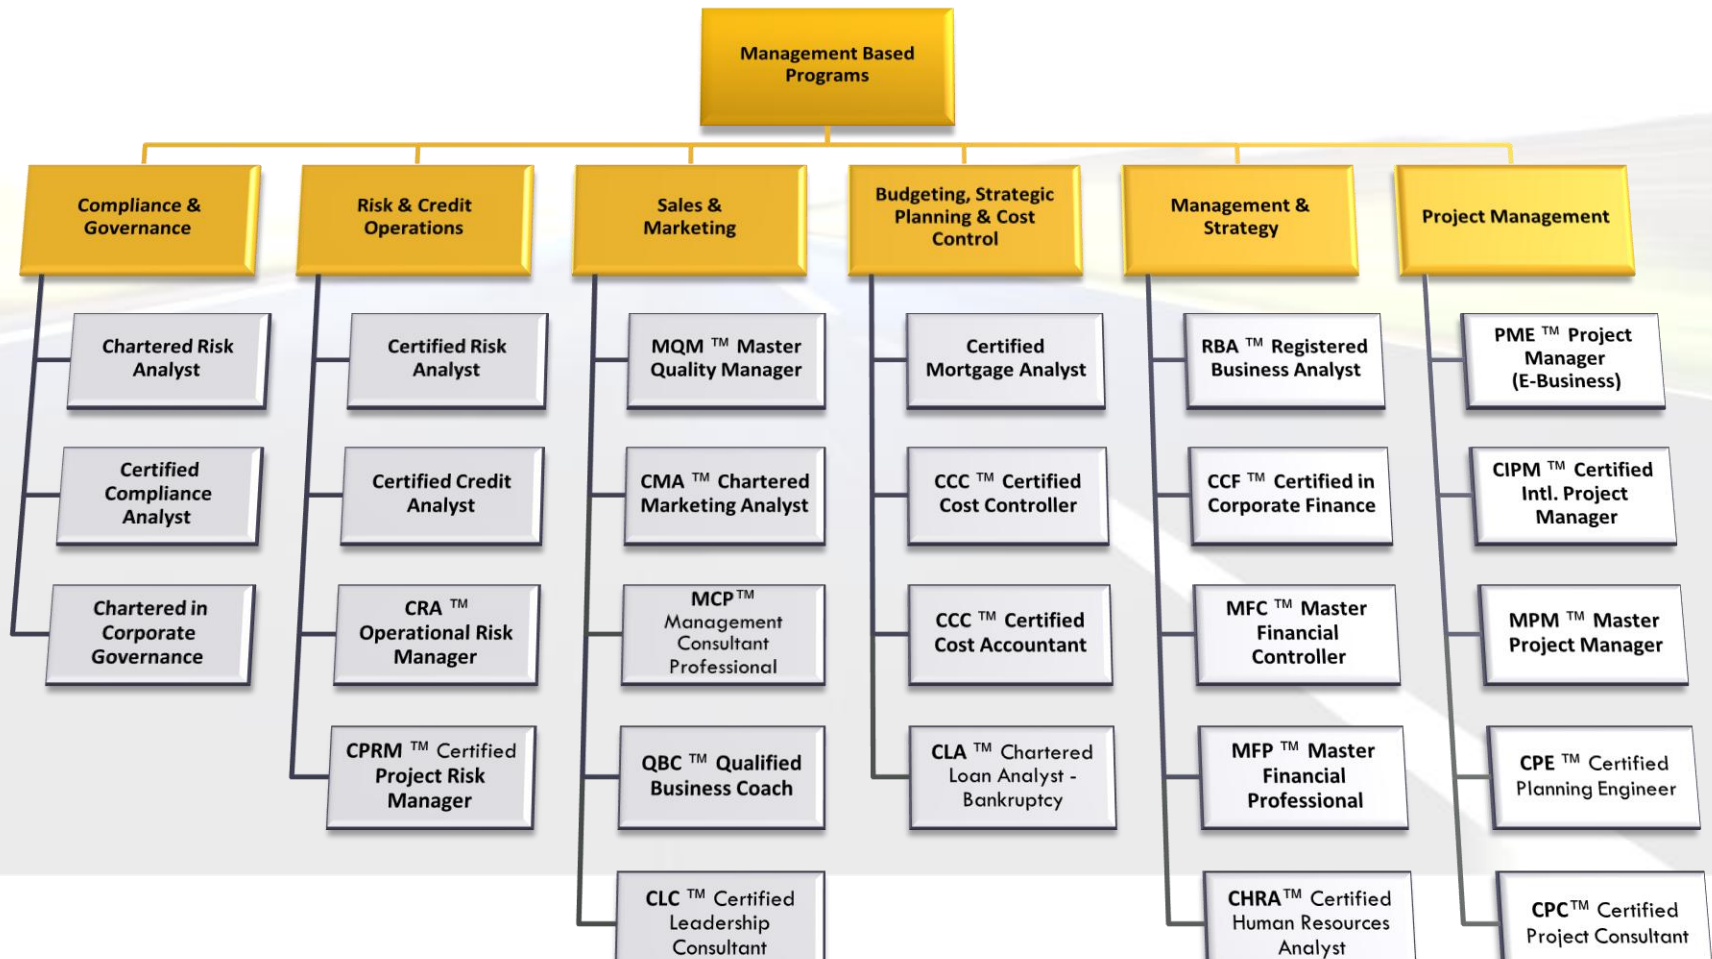 Management Based
Programs
Compliance &
Governance
Risk & Credit
Operations
Sales &
Marketing
Budgeting, Strategic
Planning & Cost
Control
Management &
Strategy
Project Management
Chartered Risk
Analyst
Certified
Compliance
Analyst
Chartered in
Corporate
Governance
Certified Risk
Analyst
Certified Credit
Analyst
CRA ™
Operational Risk
Manager
CPRM ™ Certified
Project Risk
Manager
MQM ™ Master
Quality Manager
CMA ™ Chartered
Marketing Analyst
MCP™
Management
Consultant
Professional
QBC ™ Qualified
Business Coach
CLC ™ Certified
Leadership
Consultant
Certified
Mortgage Analyst
CCC ™ Certified
Cost Controller
CCC ™ Certified
Cost Accountant
CLA ™ Chartered
Loan Analyst -
Bankruptcy
RBA ™ Registered
Business Analyst
CCF ™ Certified in
Corporate Finance
MFC ™ Master
Financial
Controller
MFP ™ Master
Financial
Professional
CHRA™ Certified
Human Resources
Analyst
PME ™ Project
Manager
(E-Business)
CIPM ™ Certified
Intl. Project
Manager
MPM ™ Master
Project Manager
CPE ™ Certified
Planning Engineer
CPC™ Certified
Project Consultant